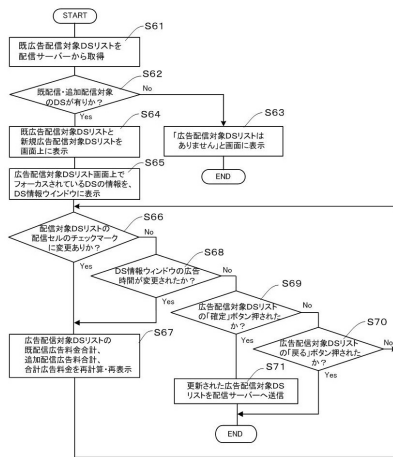 START
S61
既広告配信対象DSリストを
配信サーバーから取得
S62
既配信・追加配信対象
のDSが有りか？
No
Yes
S63
「広告配信対象DSリストは
ありません」と画面に表示
END
S64
既広告配信対象DSリストと
新規広告配信対象DSリストを
画面上に表示
S65
広告配信対象DSリスト画面上で
フォーカスされているDSの情報を、
DS情報ウインドウに表示
S66
配信対象DSリストの
配信セルのチェックマーク
に変更ありか？
No
Yes
S68
DS情報ウィンドウの広告
時間が変更されたか？
No
Yes
S69
広告配信対象DSリスト
の「確定」ボタン押された
か？
No
Yes
S70
広告配信対象DSリスト
の「戻る」ボタン押された
か？
No
Yes
S67
広告配信対象DSリストの
既配信広告料金合計、
追加配信広告料合計、
合計広告料金を再計算・再表示
S71
更新された広告配信対象DS
リストを配信サーバーへ送信
END